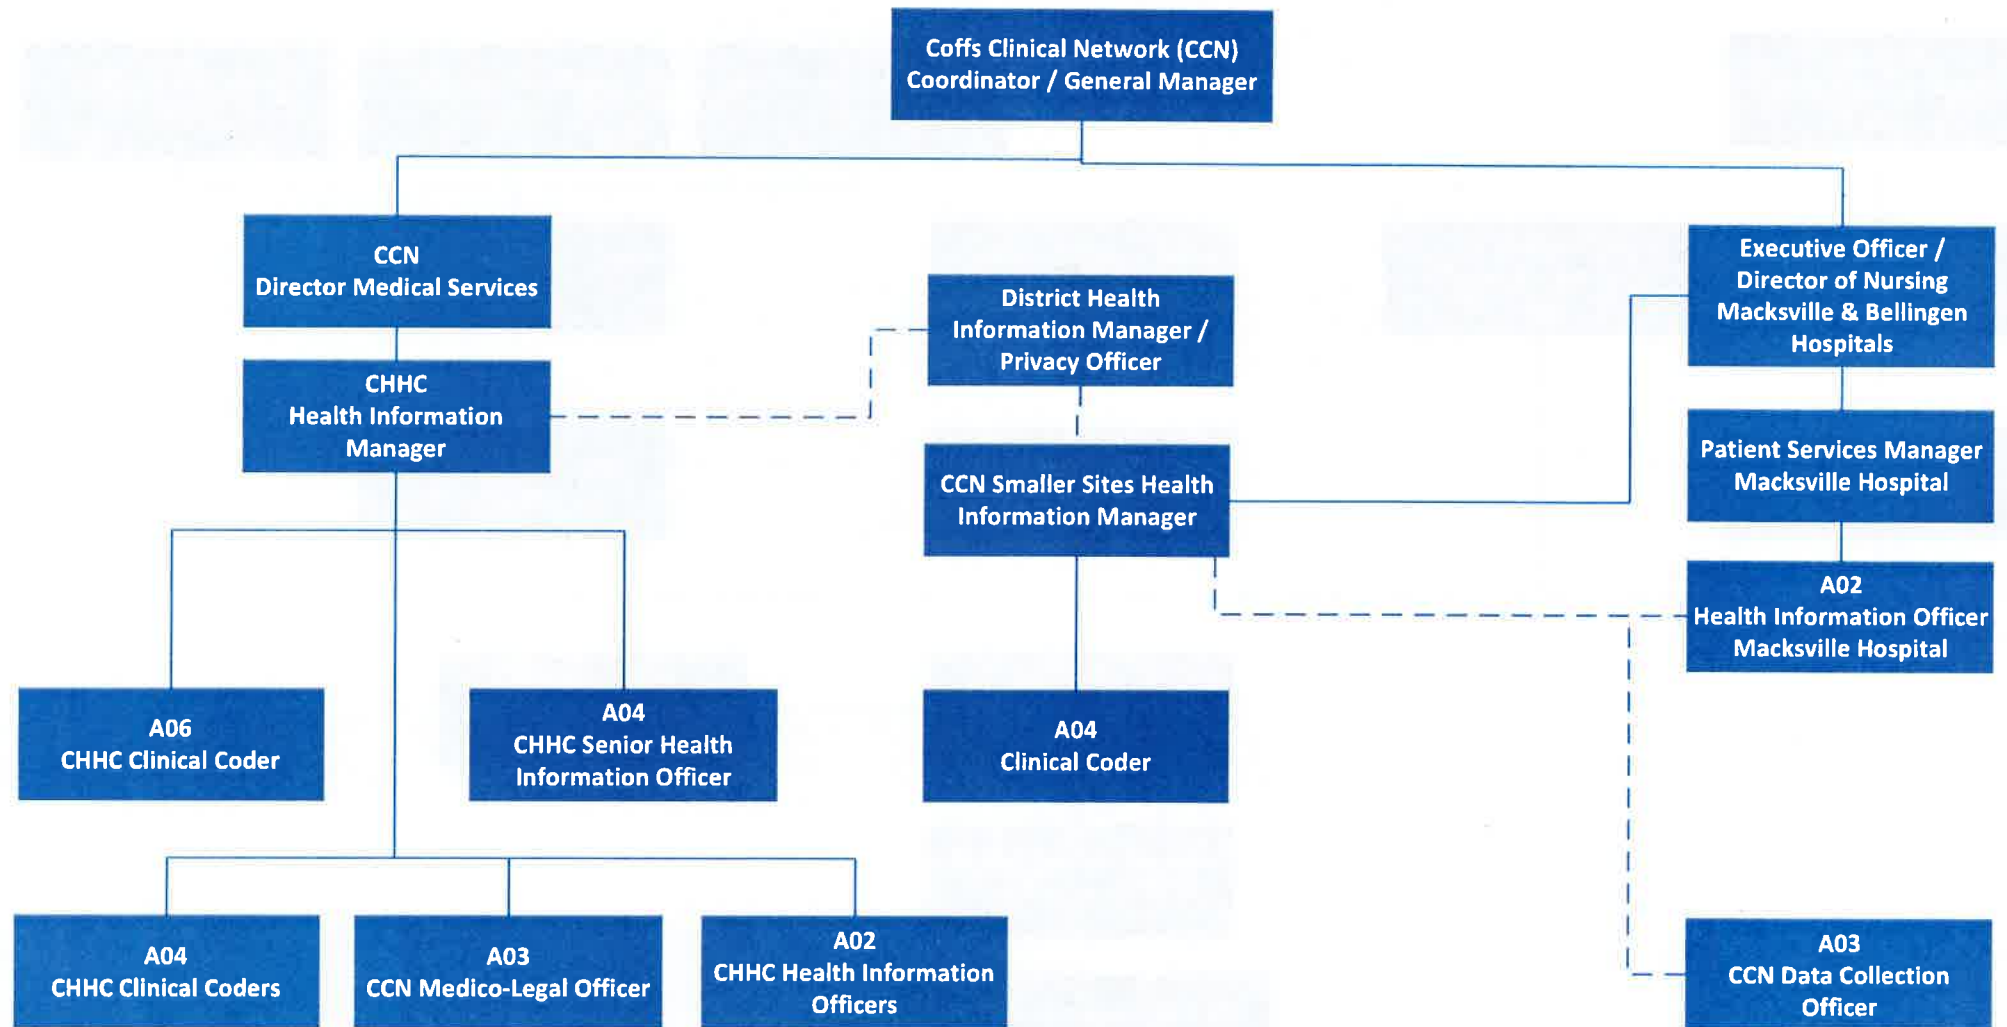 Coffs Clinical Network (CCN)
Coordinator / General Manager
CCN
Director Medical Services
Executive Officer /
Director of Nursing
Macksville & Bellingen
Hospitals
District Health
Information Manager /
Privacy Officer
CHHC
Health Information
Manager
Patient Services Manager
Macksville Hospital
CCN Smaller Sites Health
Information Manager
A02
Health Information Officer
Macksville Hospital
A06
CHHC Clinical Coder
A04
CHHC Senior Health
Information Officer
A04
Clinical Coder
A04
CHHC Clinical Coders
A03
CCN Medico-Legal Officer
A02
CHHC Health Information
Officers
A03
CCN Data Collection
Officer